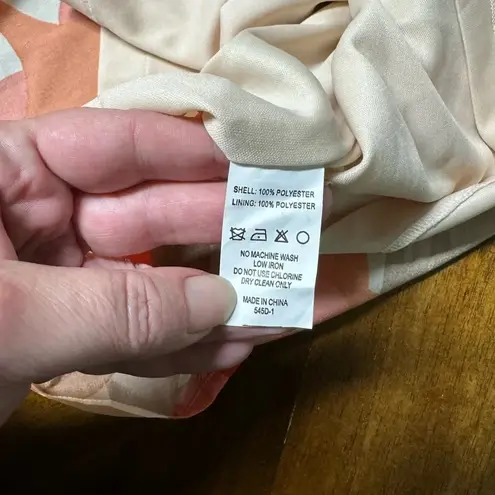 SHELL: 100% POLYESTER
LINING: 100% POLYESTER
NO MACHINE WASH
LOW IRON
DO NOT USE CHLORINE
DRY CLEAN ONLY
MADE IN CHINA
545D-1